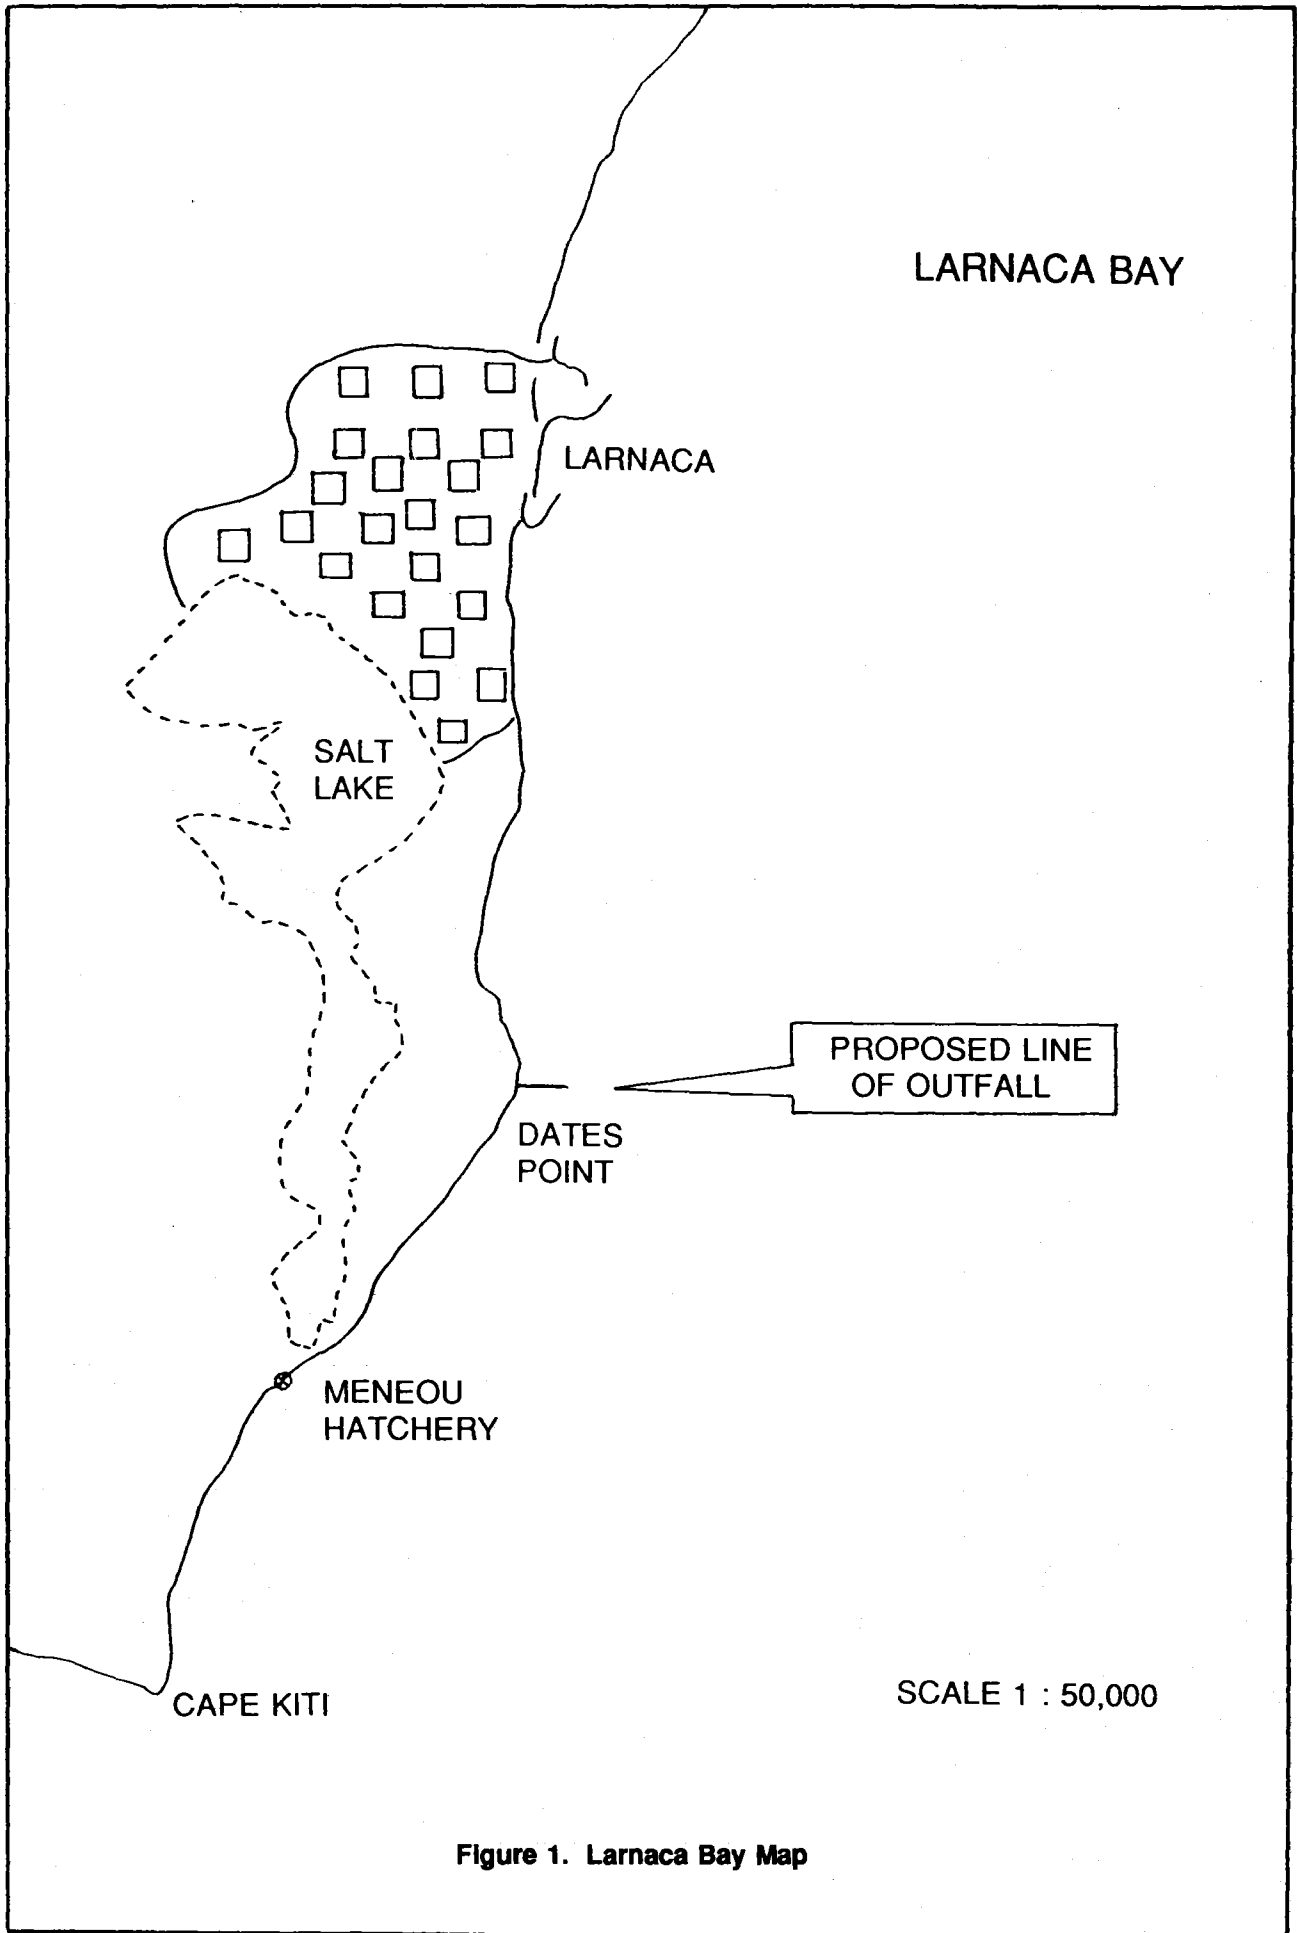 LARNACA BAY
LARNACA
SALT
LAKE
PROPOSED LINE
OF OUTFALL
DATES
POINT
MENEOU
HATCHERY
CAPE KITI
SCALE 1 : 50,000
Figure 1. Larnaca Bay Map